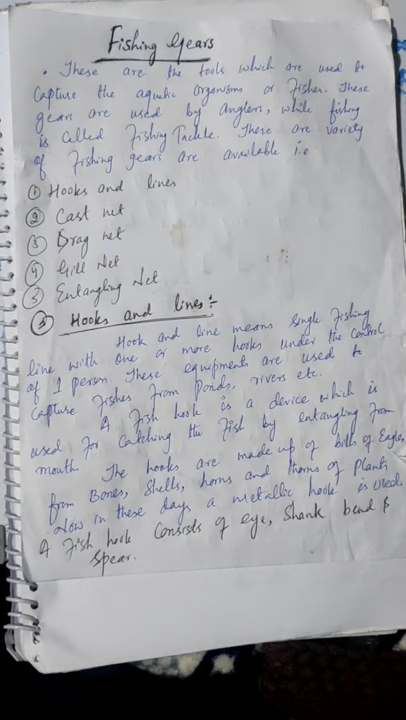 Fishing Gears
• These are the tools which are used to
capture the aquatic organisms or Fishes. These
gears are used by anglers, while fishing
is called Fishing Tackle. There are variety
of Fishing gears are available i.e
① Hooks and lines
② Cast net
③ Drag net
④ Gill Net
⑤ Entangling Net
Hooks and lines:-
Hook and line means single Fishing
line with one or more hooks under the control
of 1 person These equipments are used to
capture Fishes From Ponds, rivers etc.
A Fish hook is a device which is
used For Catching the Fish by entangling From
mouth
The hooks are made up of bills of Eagles,
from Bones, Shells, horns and thorns of Plants
Now in these days a metallic hook is used.
A Fish hook Consists of eye, Shank bend &
Spear.